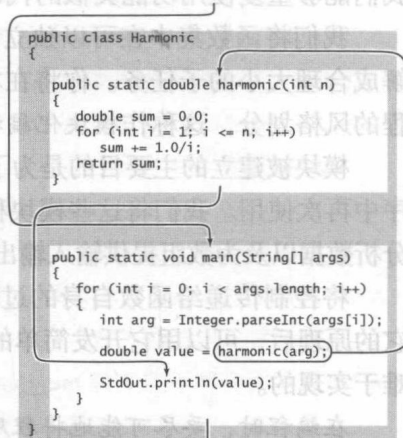 public class Harmonic
{
public static double harmonic(int n)
{
double sum = 0.0;
for (int i = 1; i <= n; i++)
sum += 1.0/i;
return sum;
}
public static void main(String[] args)
{
for (int i = 0; i < args.length; i++)
{
int arg = Integer.parseInt(args[i]);
double value = harmonic(arg);
StdOut.println(value);
}
}
}